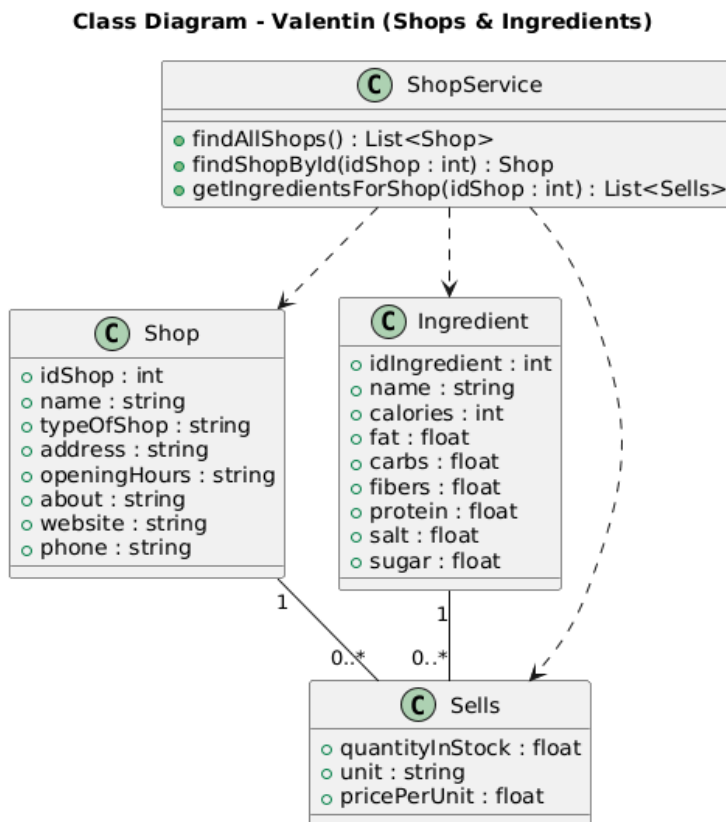 Class Diagram - Valentin (Shops & Ingredients)
C ShopService
findAllShops() : List<Shop>
findShopById(idShop : int) : Shop
getIngredientsForShop(idShop : int) : List<Sells>
C Shop
idShop : int
name : string
typeOfShop : string
address : string
openingHours : string
about : string
website : string
phone : string
C Ingredient
idIngredient : int
name : string
calories : int
fat : float
carbs : float
fibers : float
protein : float
salt : float
sugar : float
1
1
0..*
0..*
C Sells
quantityInStock : float
unit : string
pricePerUnit : float